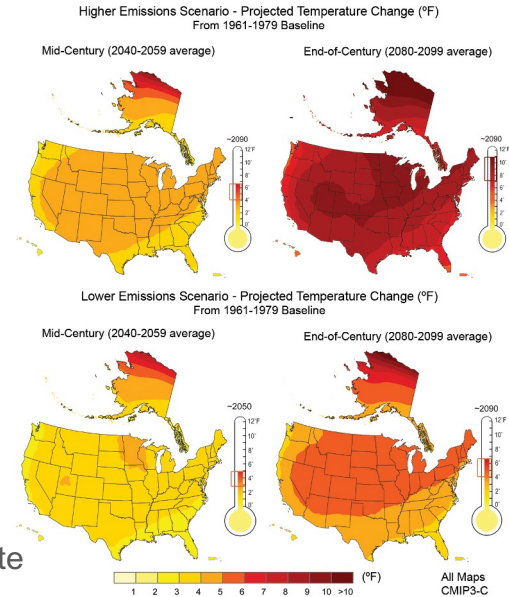 Higher Emissions Scenario - Projected Temperature Change (ºF)
From 1961-1979 Baseline
Mid-Century (2040-2059 average)
End-of-Century (2080-2099 average)
~2090
12°F
10°
8°
6°
4°
2°
0°
~2090
12°F
10°
8°
6°
4°
2°
0°
Lower Emissions Scenario - Projected Temperature Change (ºF)
From 1961-1979 Baseline
Mid-Century (2040-2059 average)
End-of-Century (2080-2099 average)
~2050
12°F
10°
8°
6°
4°
2°
0°
~2090
12°F
10°
8°
6°
4°
2°
0°
te
(ºF)
1 2 3 4 5 6 7 8 9 10 >10
All Maps
CMIP3-C